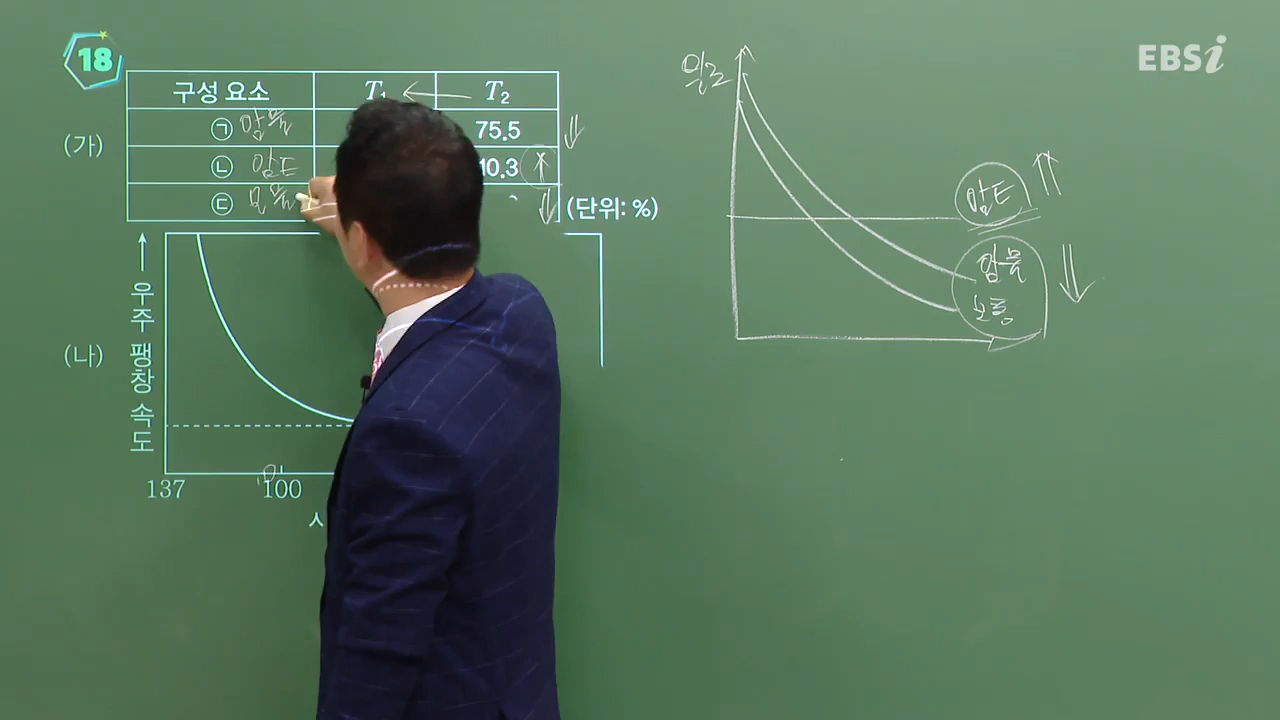 18
EBSi
밀도
구성 요소 T₁ T₂
(가)
㉠ 암물 75.5
㉡ 암E 10.3
㉢ 보물
(단위: %)
암E
암물
보통
우주 팽창 속도
(나)
137 100